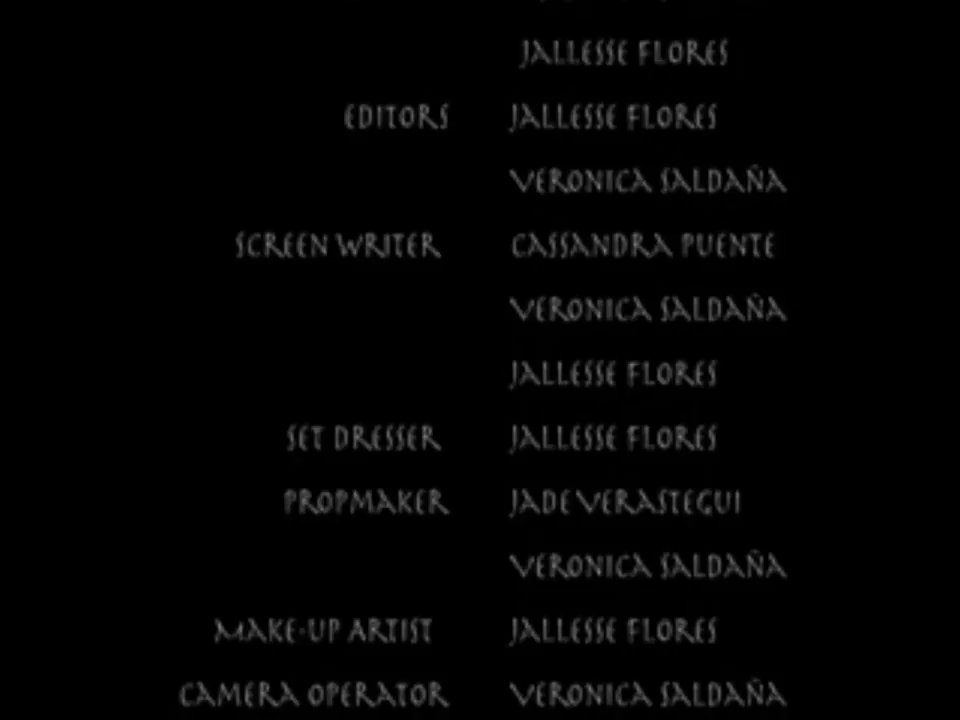 JALLESSE FLORES
EDITORS JALLESSE FLORES
VERONICA SALDAÑA
SCREEN WRITER CASSANDRA PUENTE
VERONICA SALDAÑA
JALLESSE FLORES
SET DRESSER JALLESSE FLORES
PROPMAKER JADE VERASTEGUI
VERONICA SALDAÑA
MAKE-UP ARTIST JALLESSE FLORES
CAMERA OPERATOR VERONICA SALDAÑA